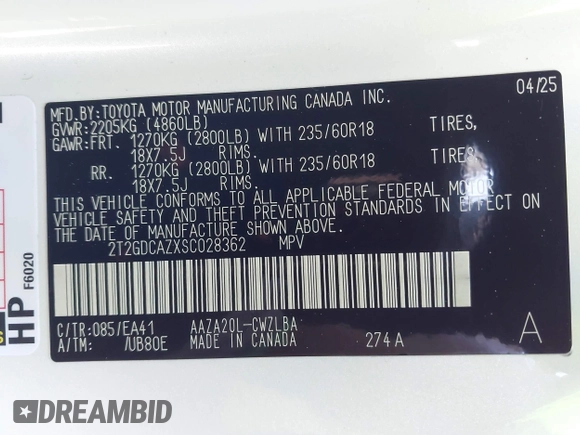 04/25
MFD.BY:TOYOTA MOTOR MANUFACTURING CANADA INC.
GVWR:2205KG (4860LB)
GAWR:FRT. 1270KG (2800LB) WITH 235/60R18 TIRES,
18X7.5J RIMS.
RR. 1270KG (2800LB) WITH 235/60R18 TIRES,
18X7.5J RIMS.
THIS VEHICLE CONFORMS TO ALL APPLICABLE FEDERAL MOTOR
VEHICLE SAFETY AND THEFT PREVENTION STANDARDS IN EFFECT ON
THE DATE OF MANUFACTURE SHOWN ABOVE.
2T2GDCAZXSC028362 MPV
C/TR:085/EA41 AAZA20L-CWZLBA A
A/TM: /UB80E MADE IN CANADA 274A
HP F6020
DREAMBID